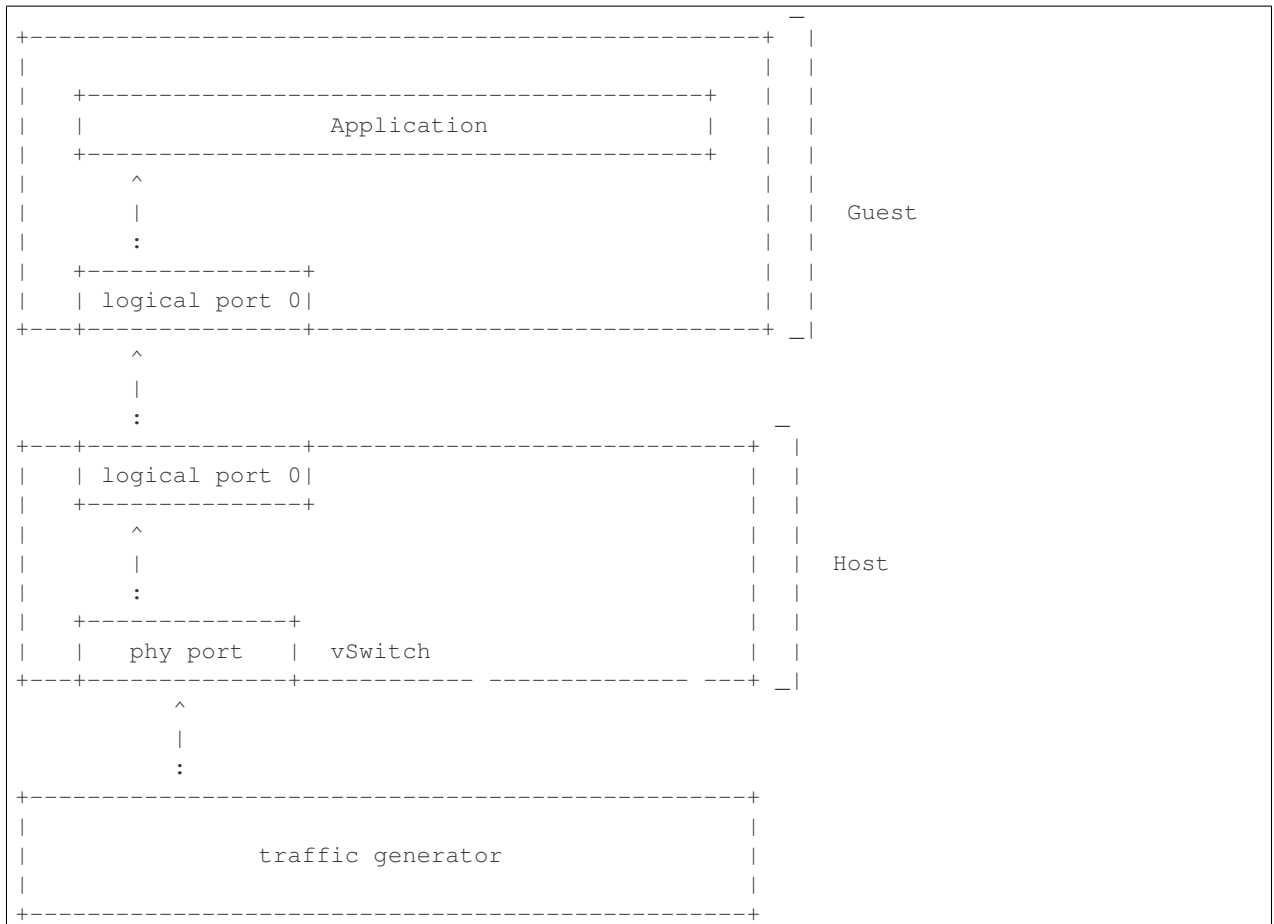 Application
Guest
logical port 0
logical port 0
Host
phy port vSwitch
traffic generator